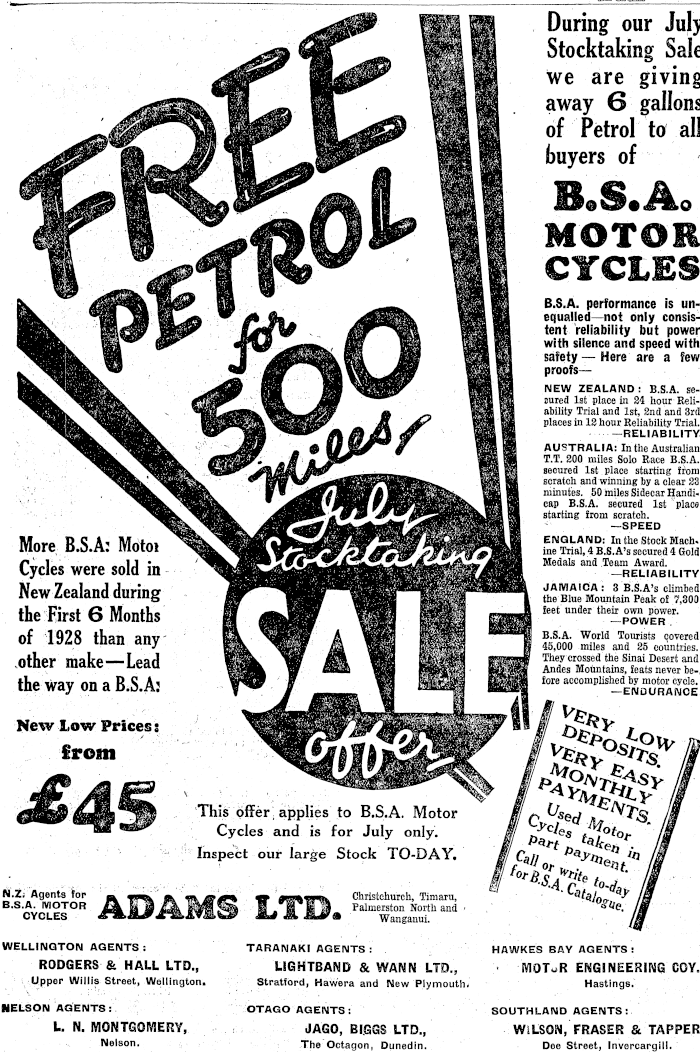 FREE
PETROL
for
500
Miles!
July
Stocktaking
SALE
offer
During our July
Stocktaking Sale
we are giving
away 6 gallons
of Petrol to all
buyers of
B.S.A.
MOTOR
CYCLES
B.S.A. performance is un-
equalled—not only consis-
tent reliability but power
with silence and speed with
safety — Here are a few
proofs—
NEW ZEALAND: B.S.A. se-
cured 1st place in 24 hour Reli-
ability Trial and 1st, 2nd and 3rd
places in 12 hour Reliability Trial.
—RELIABILITY
AUSTRALIA: In the Australian
T.T. 200 miles Solo Race B.S.A.
secured 1st place starting from
scratch and winning by a clear 23
minutes. 50 miles Sidecar Handi-
cap B.S.A. secured 1st place
starting from scratch.
—SPEED
ENGLAND: In the Stock Mach-
ine Trial, 4 B.S.A's secured 4 Gold
Medals and Team Award.
—RELIABILITY
JAMAICA: 3 B.S.A's climbed
the Blue Mountain Peak of 7,300
feet under their own power.
—POWER
B.S.A. World Tourists covered
45,000 miles and 25 countries.
They crossed the Sinai Desert and
Andes Mountains, feats never be-
fore accomplished by motor cycle.
—ENDURANCE
More B.S.A: Motor
Cycles were sold in
New Zealand during
the First 6 Months
of 1928 than any
other make—Lead
the way on a B.S.A:
New Low Prices:
from
£45
This offer applies to B.S.A. Motor
Cycles and is for July only.
Inspect our large Stock TO-DAY.
VERY LOW
DEPOSITS.
VERY EASY
MONTHLY
PAYMENTS.
Used Motor
Cycles taken in
part payment.
Call or write to-day
for B.S.A. Catalogue.
N.Z. Agents for
B.S.A. MOTOR
CYCLES
ADAMS LTD.
Christchurch, Timaru,
Palmerston North and
Wanganui.
WELLINGTON AGENTS:
RODGERS & HALL LTD.,
Upper Willis Street, Wellington.
TARANAKI AGENTS:
LIGHTBAND & WANN LTD.,
Stratford, Hawera and New Plymouth.
HAWKES BAY AGENTS:
MOTOR ENGINEERING COY.
Hastings.
NELSON AGENTS:
L. N. MONTGOMERY,
Nelson.
OTAGO AGENTS:
JAGO, BIGGS LTD.,
The Octagon, Dunedin.
SOUTHLAND AGENTS:
WILSON, FRASER & TAPPER
Dee Street, Invercargill.